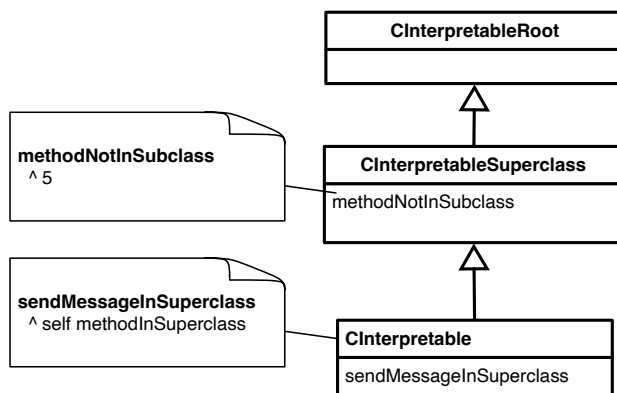 CInterpretableRoot
methodNotInSubclass
^ 5
CInterpretableSuperclass
methodNotInSubclass
sendMessageInSuperclass
^ self methodInSuperclass
CInterpretable
sendMessageInSuperclass